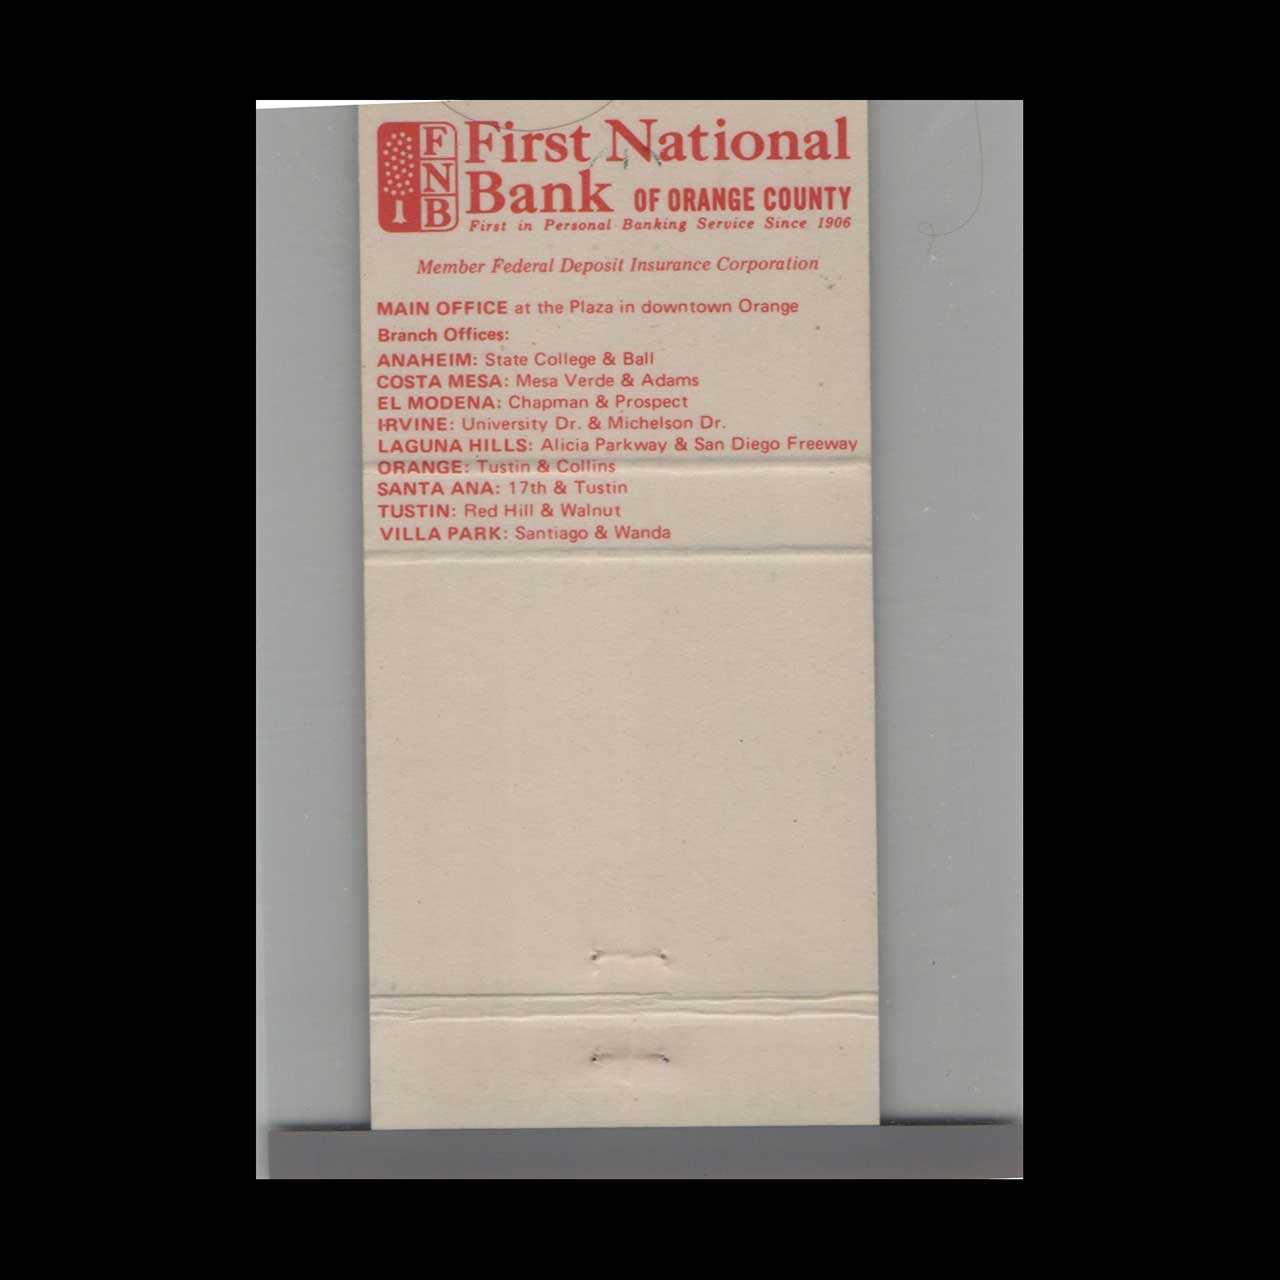 F
N
B
First National
Bank OF ORANGE COUNTY
First in Personal Banking Service Since 1906
Member Federal Deposit Insurance Corporation
MAIN OFFICE at the Plaza in downtown Orange
Branch Offices:
ANAHEIM: State College & Ball
COSTA MESA: Mesa Verde & Adams
EL MODENA: Chapman & Prospect
IRVINE: University Dr. & Michelson Dr.
LAGUNA HILLS: Alicia Parkway & San Diego Freeway
ORANGE: Tustin & Collins
SANTA ANA: 17th & Tustin
TUSTIN: Red Hill & Walnut
VILLA PARK: Santiago & Wanda